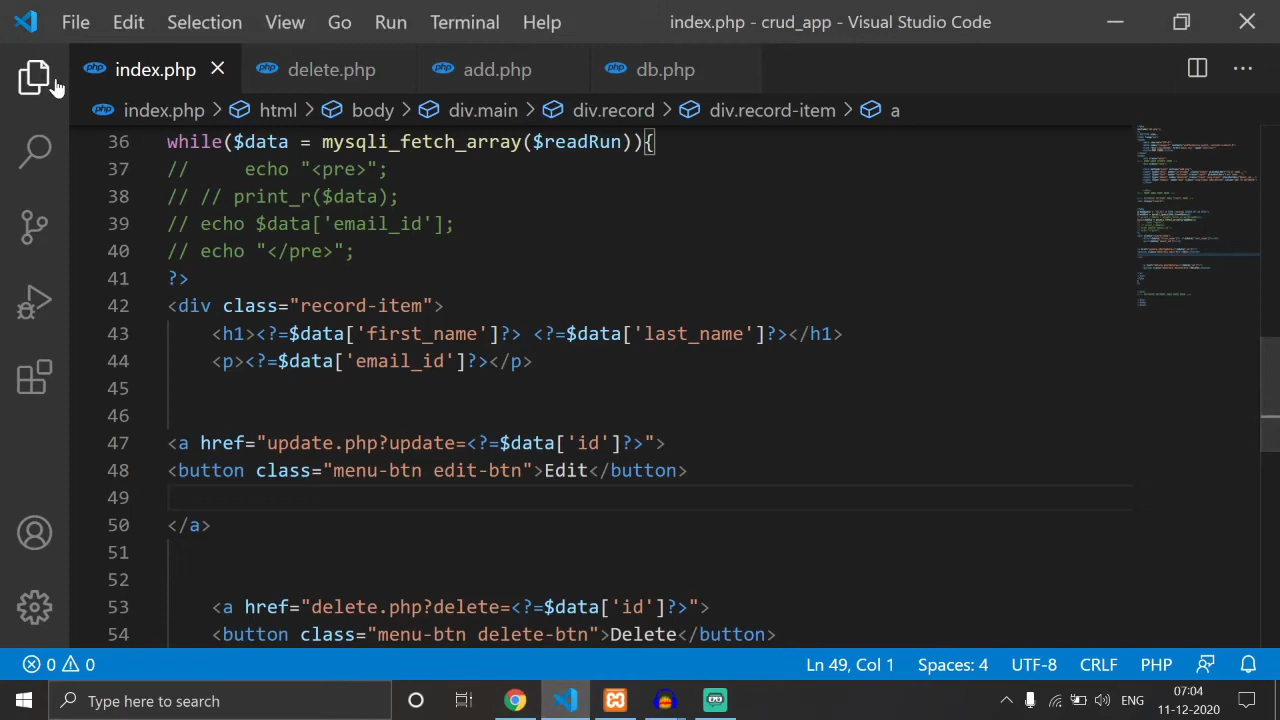 File Edit Selection View Go Run Terminal Help index.php - crud_app - Visual Studio Code
php index.php php delete.php php add.php php db.php
php index.php > html > body > div.main > div.record > div.record-item > a
36 while($data = mysqli_fetch_array($readRun)){
37 //     echo "<pre>";
38 // // print_r($data);
39 // echo $data['email_id'];
40 // echo "</pre>";
41 ?>
42 <div class="record-item">
43     <h1><?=$data['first_name']?> <?=$data['last_name']?></h1>
44     <p><?=$data['email_id']?></p>
45
46
47 <a href="update.php?update=<?=$data['id']?>">
48 <button class="menu-btn edit-btn">Edit</button>
49
50 </a>
51
52
53     <a href="delete.php?delete=<?=$data['id']?>">
54     <button class="menu-btn delete-btn">Delete</button>
0 0 Ln 49, Col 1 Spaces: 4 UTF-8 CRLF PHP
Type here to search ENG 07:04
11-12-2020